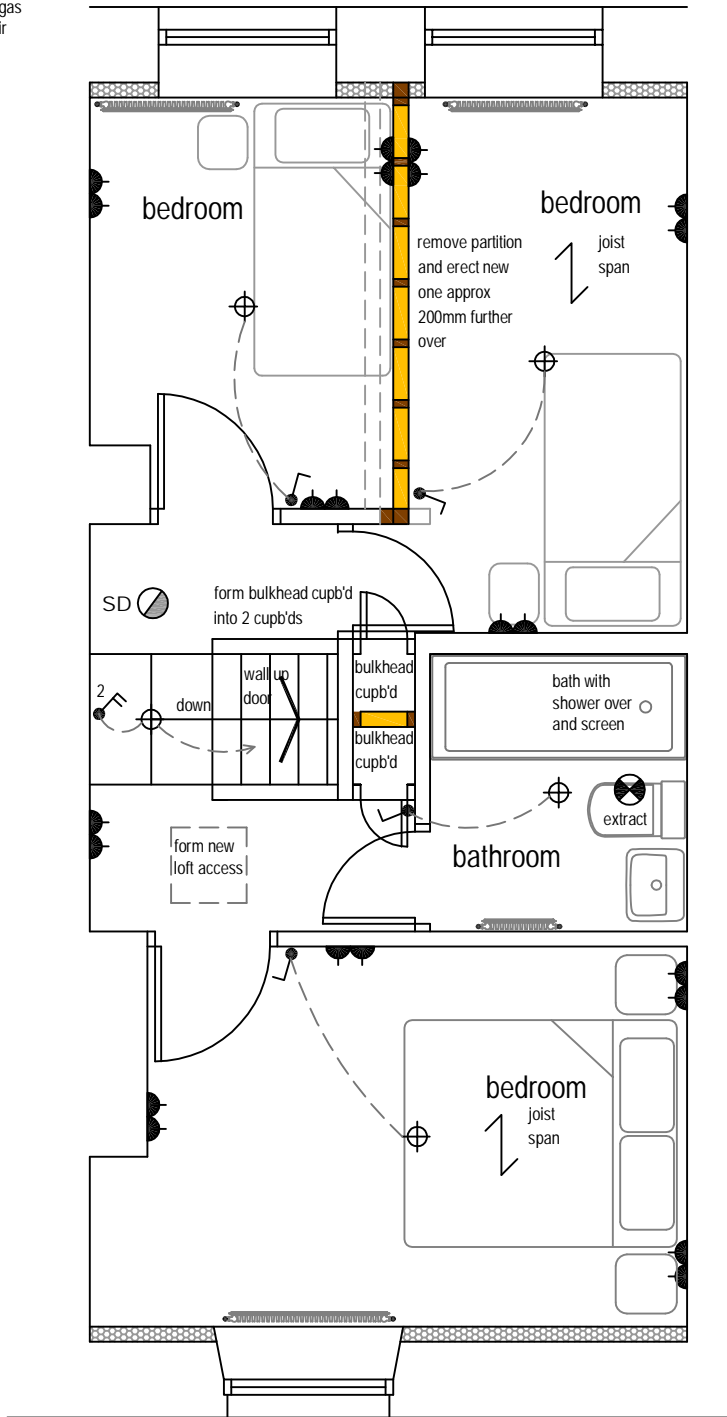 gas
ir
bedroom
bedroom
joist
span
remove partition
and erect new
one approx
200mm further
over
SD
form bulkhead cupb'd
into 2 cupb'ds
2
down
wall up
door
bulkhead
cupb'd
bulkhead
cupb'd
bath with
shower over
and screen
extract
form new
loft access
bathroom
bedroom
joist
span